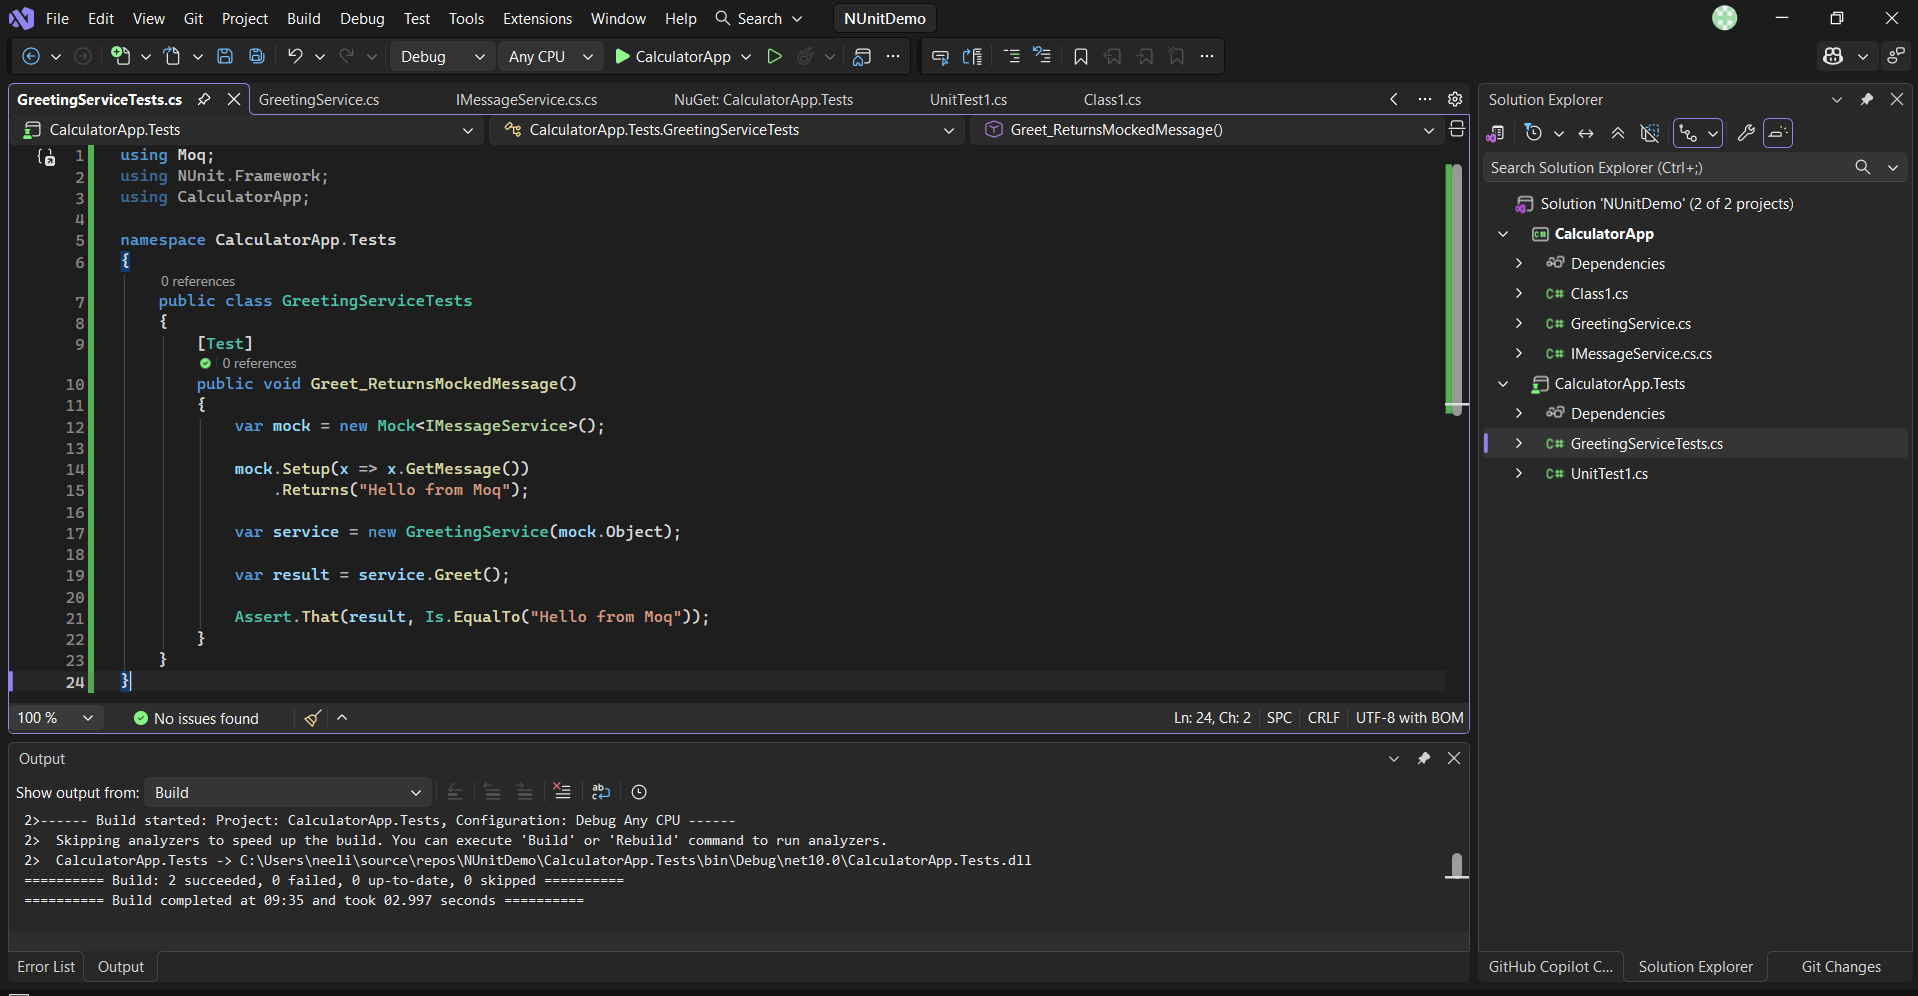 File Edit View Git Project Build Debug Test Tools Extensions Window Help Search NUnitDemo
Debug Any CPU CalculatorApp
GreetingServiceTests.cs GreetingService.cs IMessageService.cs.cs NuGet: CalculatorApp.Tests UnitTest1.cs Class1.cs
CalculatorApp.Tests CalculatorApp.Tests.GreetingServiceTests Greet_ReturnsMockedMessage()
1 using Moq;
2 using NUnit.Framework;
3 using CalculatorApp;
4
5 namespace CalculatorApp.Tests
6 {
0 references
7 public class GreetingServiceTests
8 {
9 [Test]
0 references
10 public void Greet_ReturnsMockedMessage()
11 {
12 var mock = new Mock<IMessageService>();
13
14 mock.Setup(x => x.GetMessage())
15 .Returns("Hello from Moq");
16
17 var service = new GreetingService(mock.Object);
18
19 var result = service.Greet();
20
21 Assert.That(result, Is.EqualTo("Hello from Moq"));
22 }
23 }
24 }
100 % No issues found Ln: 24, Ch: 2 SPC CRLF UTF-8 with BOM
Output
Show output from: Build
2>------ Build started: Project: CalculatorApp.Tests, Configuration: Debug Any CPU ------
2> Skipping analyzers to speed up the build. You can execute 'Build' or 'Rebuild' command to run analyzers.
2> CalculatorApp.Tests -> C:\Users\neeli\source\repos\NUnitDemo\CalculatorApp.Tests\bin\Debug\net10.0\CalculatorApp.Tests.dll
========== Build: 2 succeeded, 0 failed, 0 up-to-date, 0 skipped ==========
========== Build completed at 09:35 and took 02.997 seconds ==========
Error List Output
Solution Explorer
Search Solution Explorer (Ctrl+;)
Solution 'NUnitDemo' (2 of 2 projects)
C# CalculatorApp
Dependencies
C# Class1.cs
C# GreetingService.cs
C# IMessageService.cs.cs
CalculatorApp.Tests
Dependencies
C# GreetingServiceTests.cs
C# UnitTest1.cs
GitHub Copilot C... Solution Explorer Git Changes